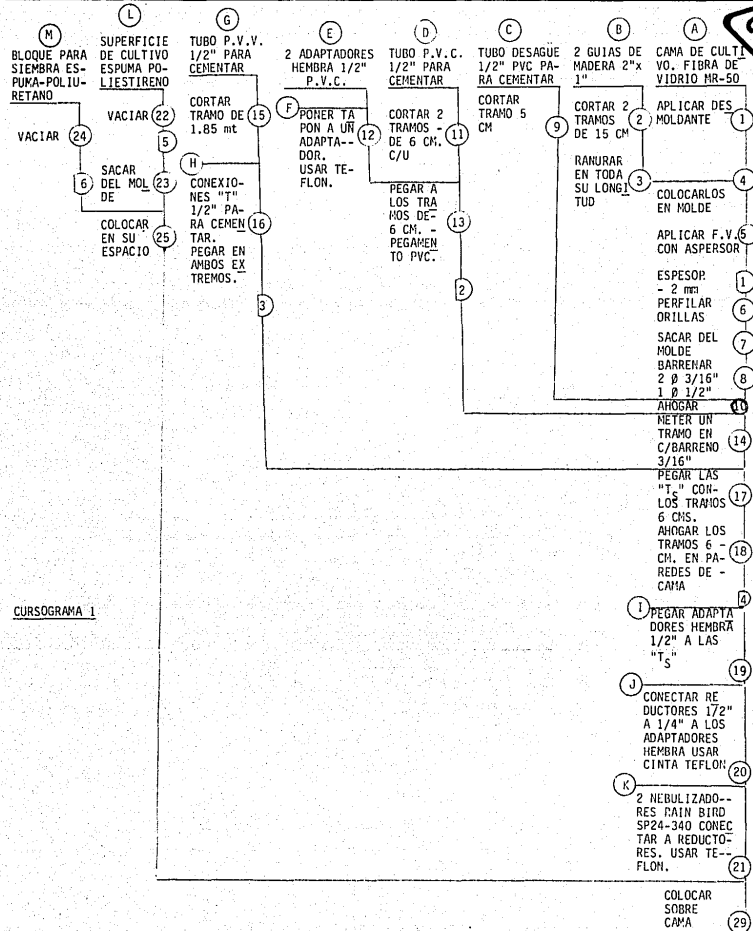 M
BLOQUE PARA
SIEMBRA ES-
PUMA-POLIU-
RETANO
VACIAR 24
6
L
SUPERFICIE
DE CULTIVO
ESPUMA PO-
LIESTIRENO
VACIAR 22
5
SACAR
DEL MOL
DE 23
COLOCAR
EN SU
ESPACIO 25
G
TUBO P.V.V.
1/2" PARA
CEMENTAR
CORTAR
TRAMO DE 15
1.85 mt
H
CONEXIO-
NES "T"
1/2" PA-
RA CEMEN 16
TAR.
PEGAR EN
AMBOS EX
TREMOS.
3
E
2 ADAPTADORES
HEMBRA 1/2"
P.V.C.
F
PONER TA
PON A UN 12
ADAPTA--
DOR.
USAR TE-
FLON.
D
TUBO P.V.C.
1/2" PARA
CEMENTAR
CORTAR 2
TRAMOS - 11
DE 6 CM.
C/U
PEGAR A
LOS TRA
MOS DE- 13
6 CM. -
PEGAMEN
TO PVC.
2
C
TUBO DESAGUE
1/2" PVC PA-
RA CEMENTAR
CORTAR
TRAMO 5 9
CM
B
2 GUIAS DE
MADERA 2"x
1"
CORTAR 2
TRAMOS 2
DE 15 CM
RANURAR
EN TODA 3
SU LONGI
TUD
A
CAMA DE CULTI
VO. FIBRA DE
VIDRIO MR-50
APLICAR DES
MOLDANTE 1
4
COLOCARLOS
EN MOLDE
APLICAR F.V. 5
CON ASPERSOR
ESPESOR
- 2 mm 1
PERFILAR
ORILLAS 6
SACAR DEL
MOLDE 7
BARRENAR
2 Ø 3/16" 8
1 Ø 1/2"
AHOGAR 10
METER UN
TRAMO EN 14
C/BARRENO
3/16"
PEGAR LAS
"Ts" CON- 17
LOS TRAMOS
6 CMS.
AHOGAR LOS
TRAMOS 6 - 18
CM. EN PA-
REDES DE -
CAMA
4
I
PEGAR ADAPTA
DORES HEMBRA
1/2" A LAS
"Ts"
19
J
CONECTAR RE
DUCTORES 1/2"
A 1/4" A LOS
ADAPTADORES
HEMBRA USAR
CINTA TEFLON 20
K
2 NEBULIZADO--
RES RAIN BIRD
SP24-340 CONEC
TAR A REDUCTO-
RES. USAR TE--
FLON. 21
COLOCAR
SOBRE
CAMA 29
CURSOGRAMA 1